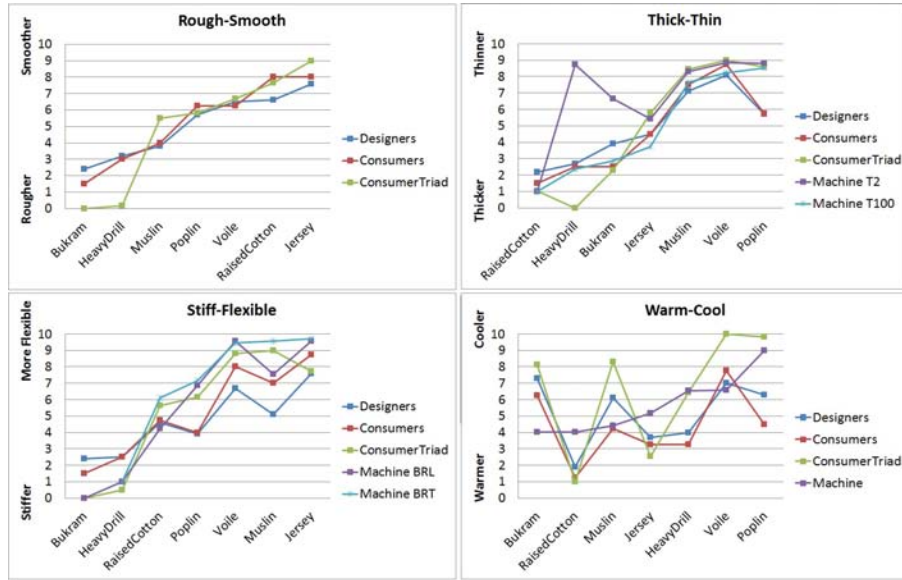 Rough-Smooth
Smoother
Rougher
10
9
8
7
6
5
4
3
2
1
0
Bukram
HeavyDrill
Muslin
Poplin
Voile
RaisedCotton
Jersey
Designers
Consumers
ConsumerTriad
Thick-Thin
Thinner
Thicker
10
9
8
7
6
5
4
3
2
1
0
RaisedCotton
HeavyDrill
Bukram
Jersey
Muslin
Voile
Poplin
Designers
Consumers
ConsumerTriad
Machine T2
Machine T100
Stiff-Flexible
More Flexible
Stiffer
10
9
8
7
6
5
4
3
2
1
0
Bukram
HeavyDrill
RaisedCotton
Poplin
Voile
Muslin
Jersey
Designers
Consumers
ConsumerTriad
Machine BRL
Machine BRT
Warm-Cool
Cooler
Warmer
10
9
8
7
6
5
4
3
2
1
0
Bukram
RaisedCotton
Muslin
Jersey
HeavyDrill
Voile
Poplin
Designers
Consumers
ConsumerTriad
Machine